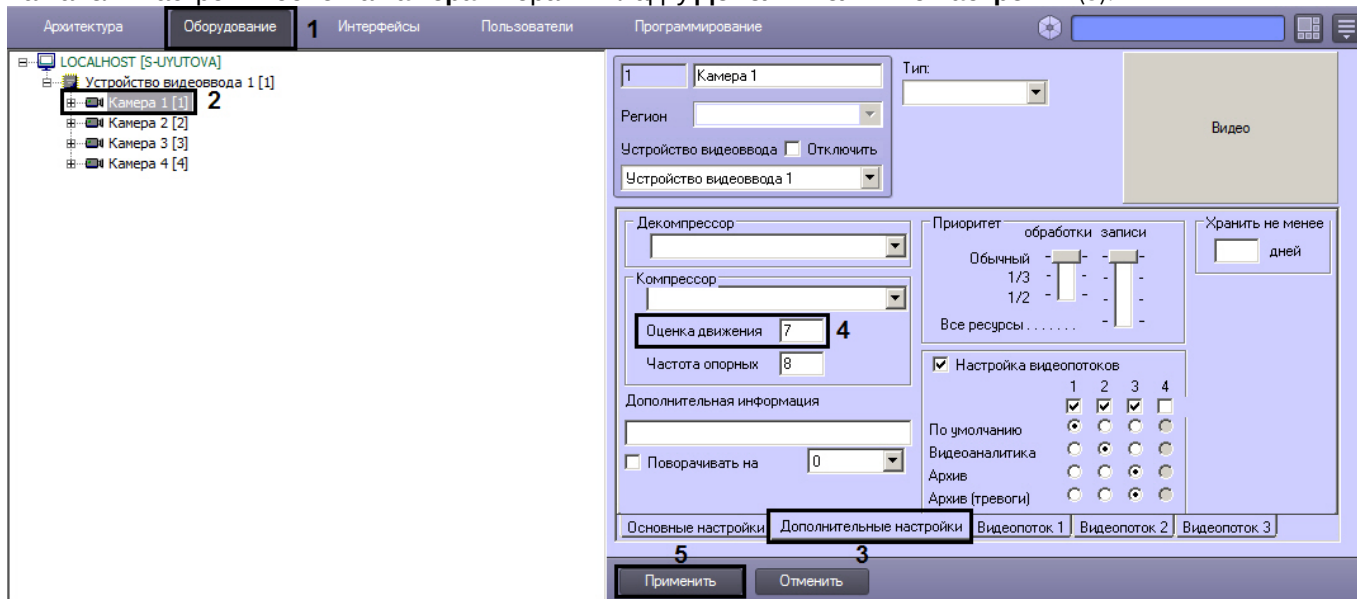 Архитектура Оборудование 1 Интерфейсы Пользователи Программирование
LOCALHOST [S-UYUTOVA]
Устройство видеоввода 1 [1]
Камера 1 [1] 2
Камера 2 [2]
Камера 3 [3]
Камера 4 [4]
1 Камера 1
Тип:
Регион
Устройство видеоввода Отключить
Устройство видеоввода 1
Видео
Декомпрессор
Компрессор
Оценка движения 7 4
Частота опорных 8
Дополнительная информация
Поворачивать на 0
Приоритет
обработки записи
Обычный
1/3
1/2
Все ресурсы . . . . . . .
Хранить не менее
дней
Настройка видеопотоков
1 2 3 4
По умолчанию
Видеоаналитика
Архив
Архив (тревоги)
Основные настройки Дополнительные настройки Видеопоток 1 Видеопоток 2 Видеопоток 3
5 3
Применить Отменить